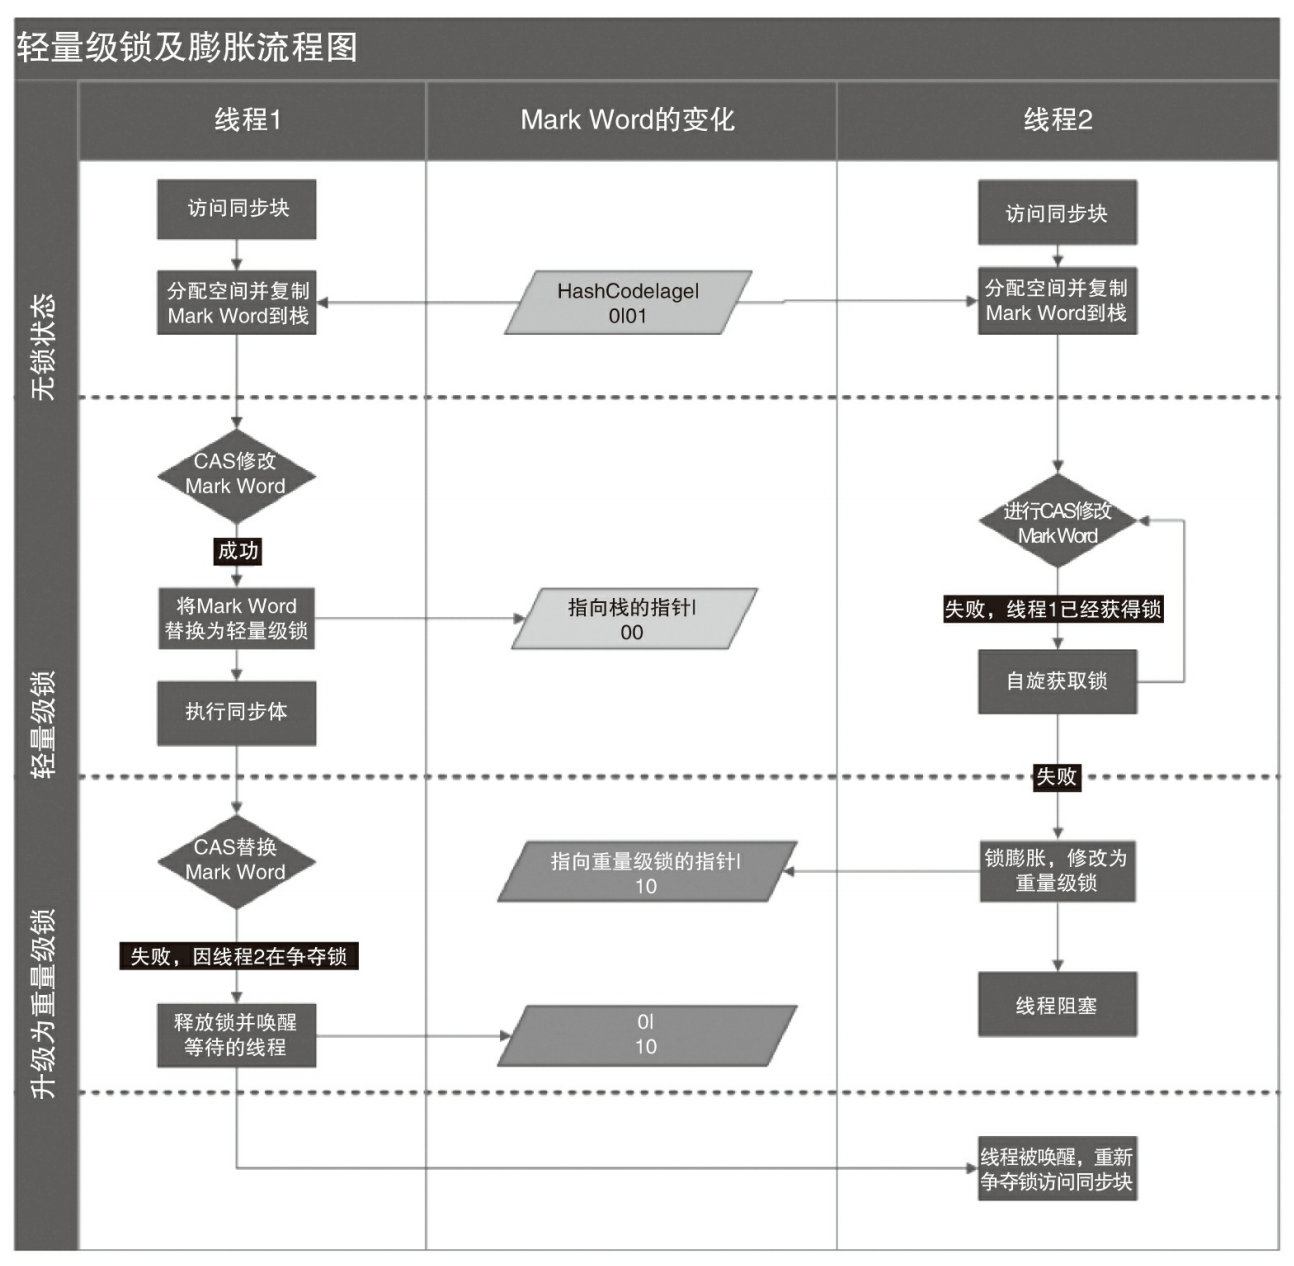 轻量级锁及膨胀流程图
线程1
Mark Word的变化
线程2
无锁状态
访问同步块
访问同步块
分配空间并复制
Mark Word到栈
HashCodelagel
0l01
分配空间并复制
Mark Word到栈
轻量级锁
CAS修改
Mark Word
进行CAS修改
Mark Word
成功
失败，线程1已经获得锁
将Mark Word
替换为轻量级锁
指向栈的指针l
00
自旋获取锁
执行同步体
失败
升级为重量级锁
CAS替换
Mark Word
指向重量级锁的指针l
10
锁膨胀，修改为
重量级锁
失败，因线程2在争夺锁
线程阻塞
释放锁并唤醒
等待的线程
0l
10
线程被唤醒，重新
争夺锁访问同步块